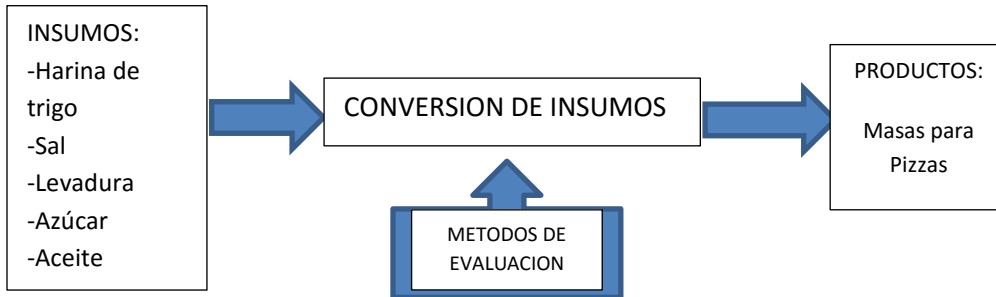 INSUMOS:
-Harina de
trigo
-Sal
-Levadura
-Azúcar
-Aceite
CONVERSION DE INSUMOS
METODOS DE
EVALUACION
PRODUCTOS:
Masas para
Pizzas